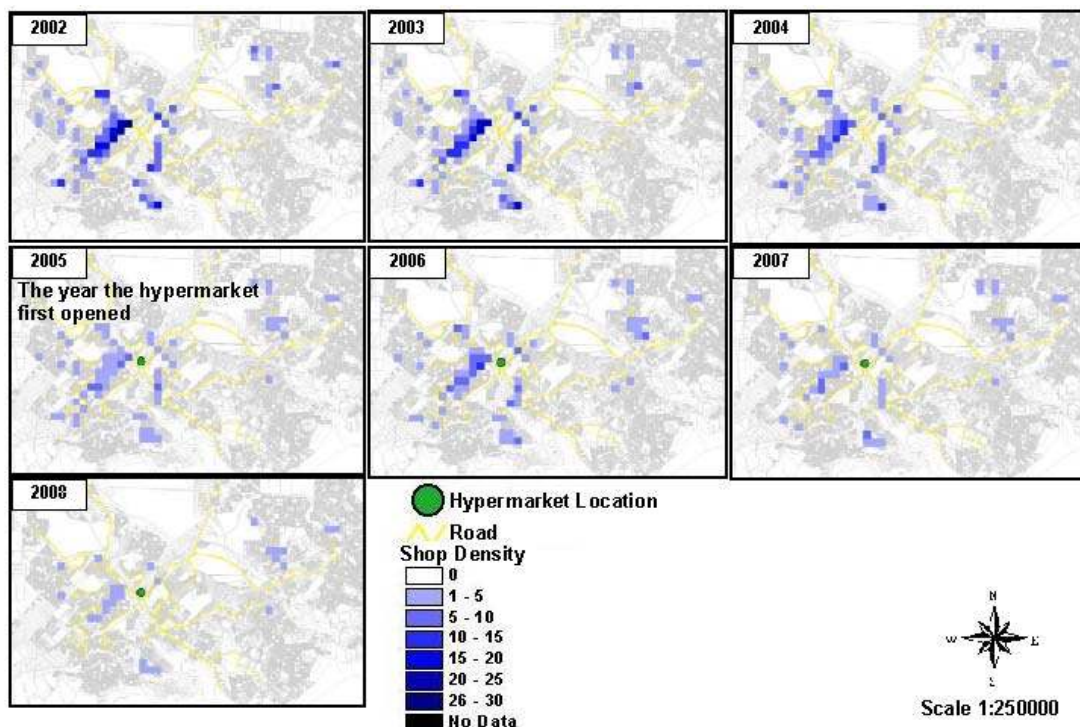 2002
2003
2004
2005
The year the hypermarket
first opened
2006
2007
2008
Hypermarket Location
Road
Shop Density
0
1 - 5
5 - 10
10 - 15
15 - 20
20 - 25
26 - 30
No Data
N
W E
S
Scale 1:250000